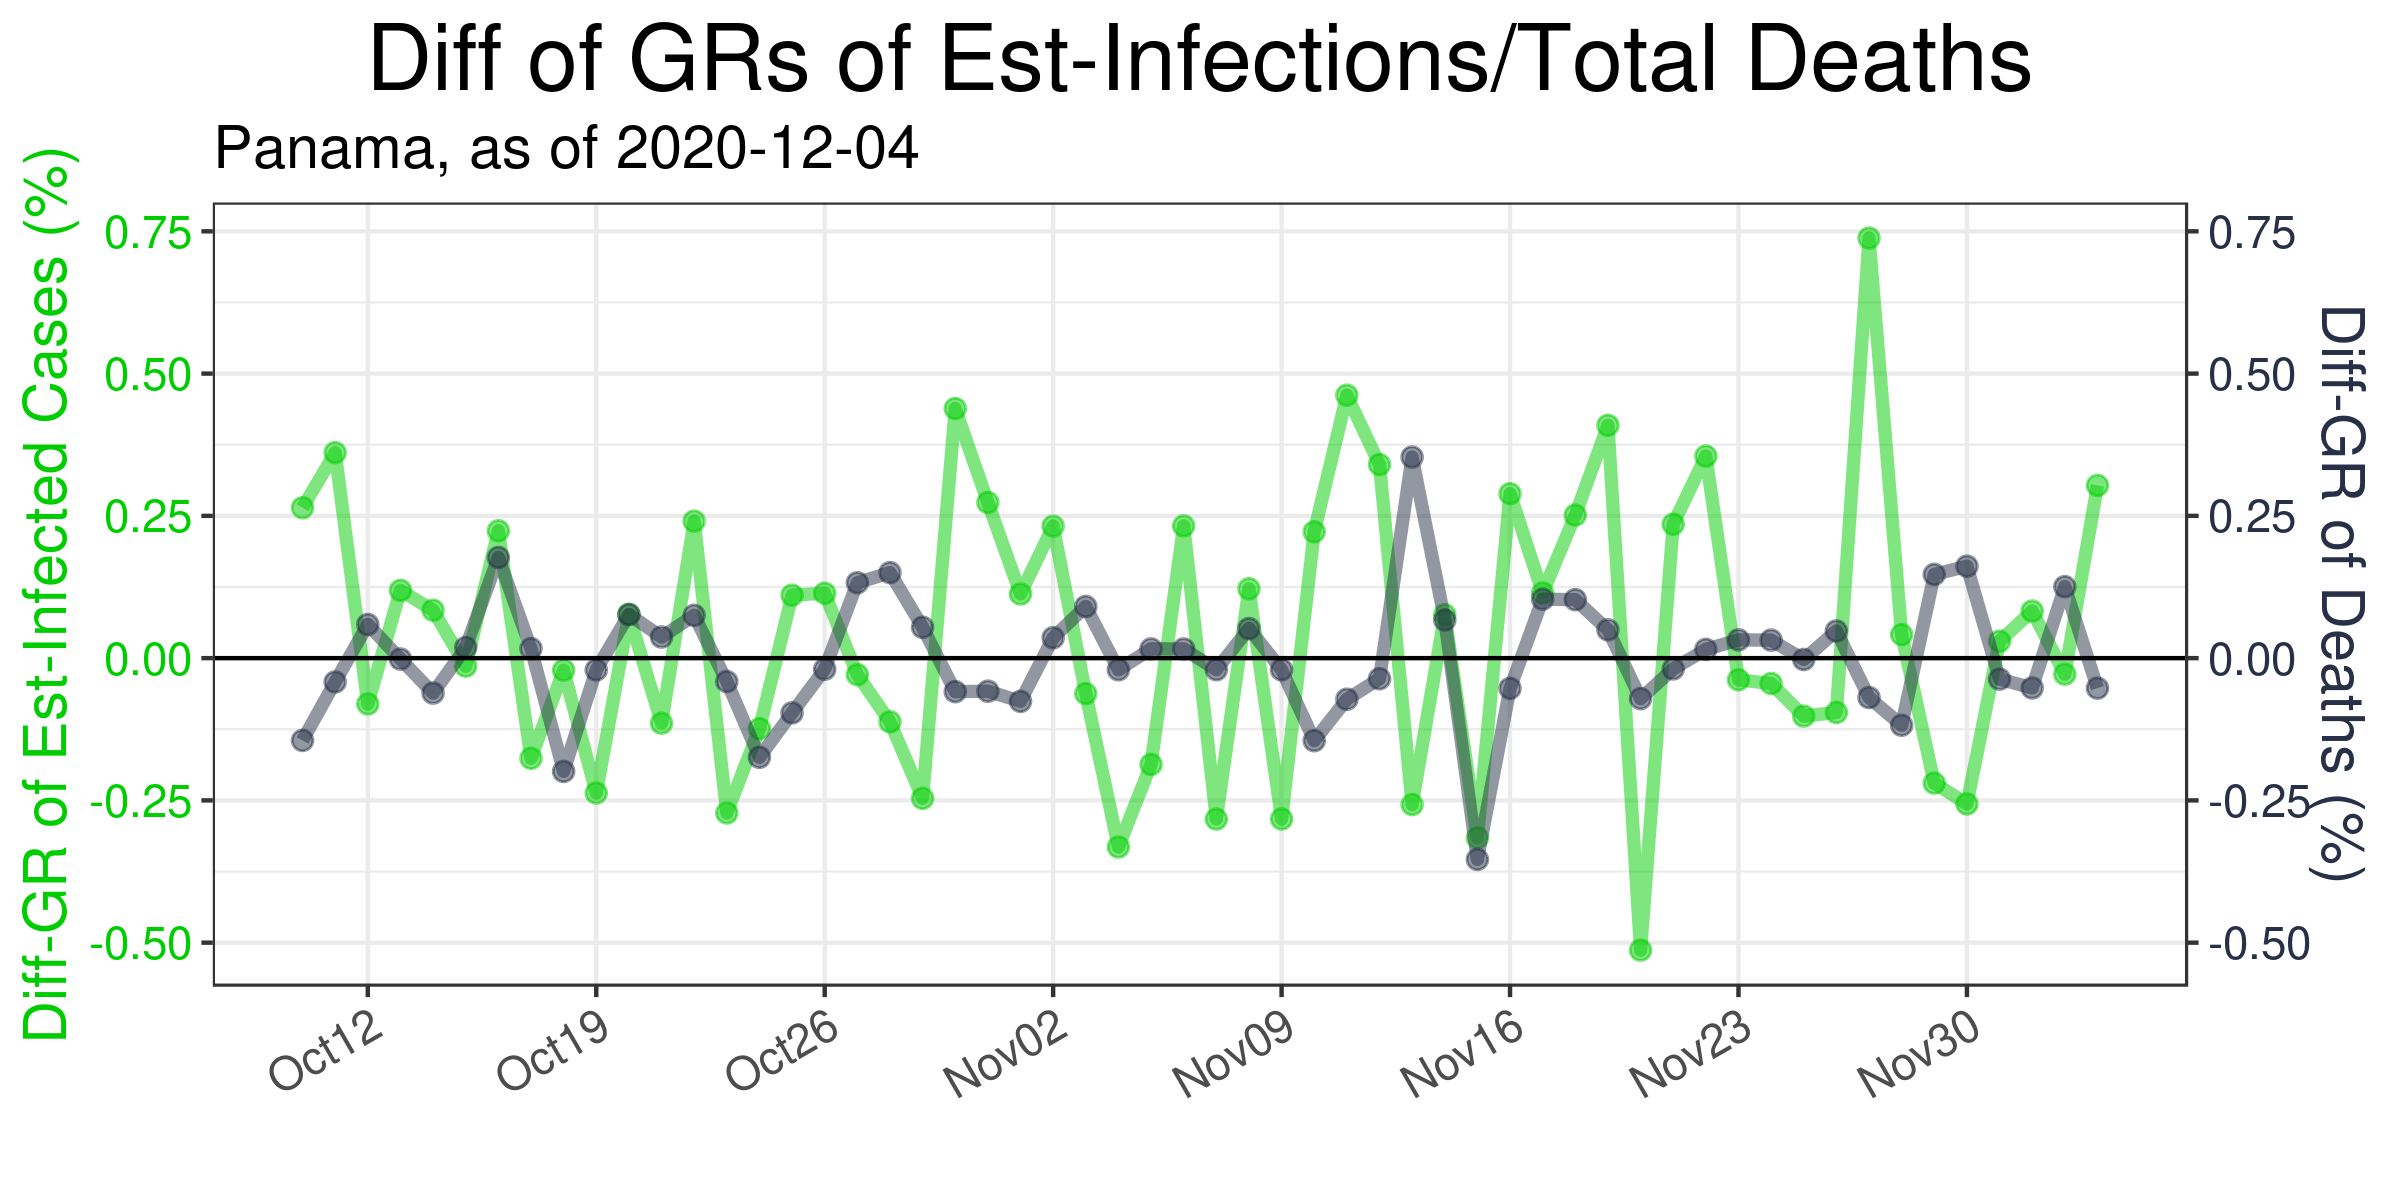 Diff of GRs of Est-Infections/Total Deaths
Panama, as of 2020-12-04
Diff-GR of Est-Infected Cases (%)
0.75
0.50
0.25
0.00
-0.25
-0.50
0.75
0.50
0.25
0.00
-0.25
-0.50
Diff-GR of Deaths (%)
Oct12
Oct19
Oct26
Nov02
Nov09
Nov16
Nov23
Nov30